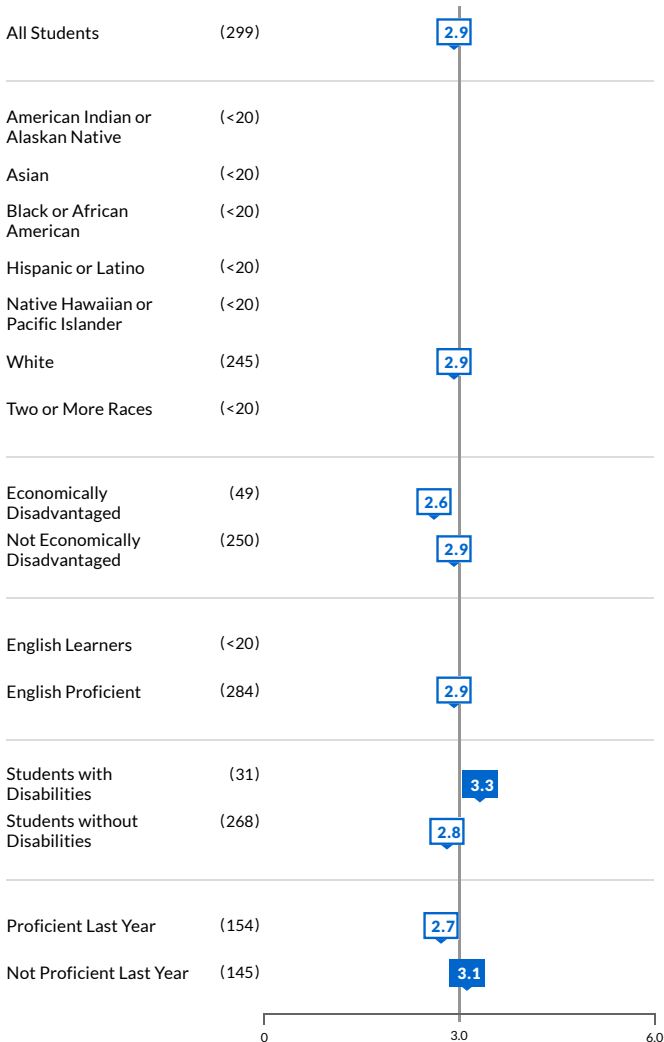 All Students (299) 2.9
American Indian or (<20)
Alaskan Native
Asian (<20)
Black or African (<20)
American
Hispanic or Latino (<20)
Native Hawaiian or (<20)
Pacific Islander
White (245) 2.9
Two or More Races (<20)
Economically (49) 2.6
Disadvantaged
Not Economically (250) 2.9
Disadvantaged
English Learners (<20)
English Proficient (284) 2.9
Students with (31) 3.3
Disabilities
Students without (268) 2.8
Disabilities
Proficient Last Year (154) 2.7
Not Proficient Last Year (145) 3.1
0 3.0 6.0